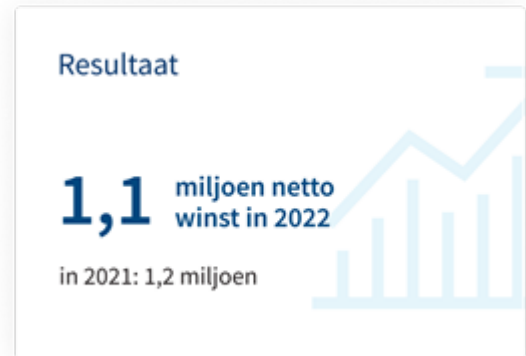 Resultaat
1,1
miljoen netto
winst in 2022
in 2021: 1,2 miljoen